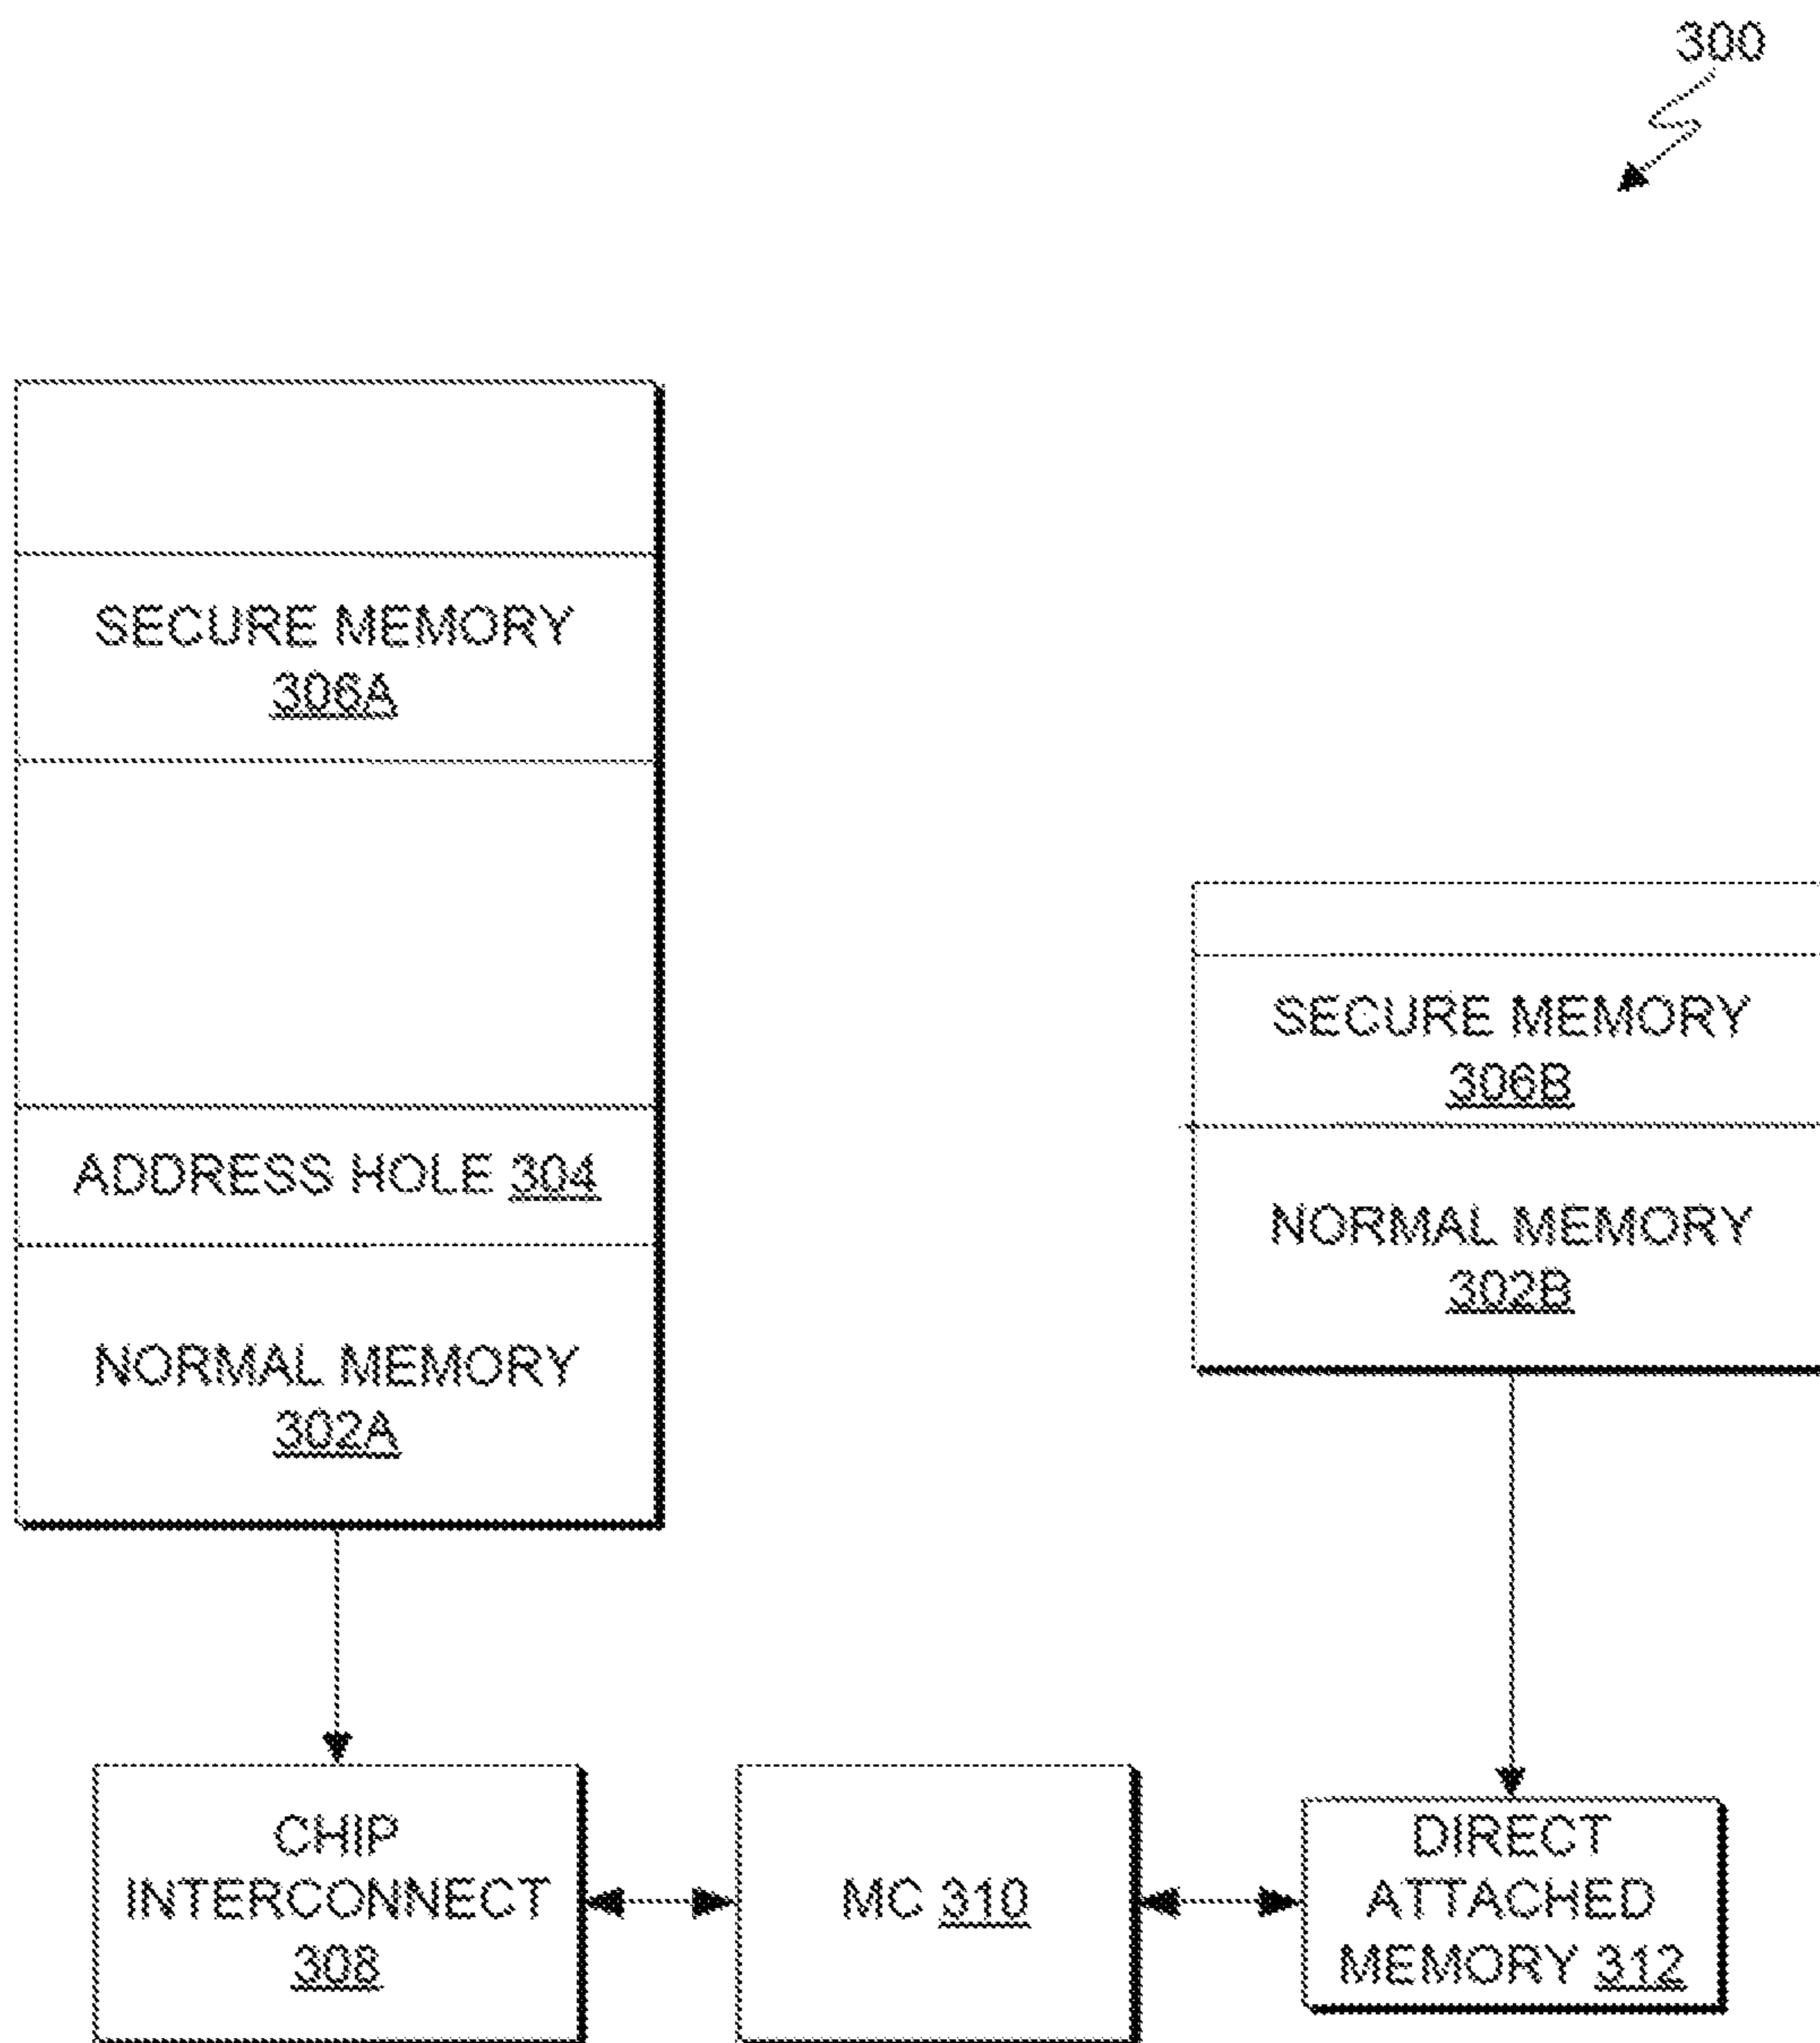 300
SECURE MEMORY
306A
ADDRESS HOLE 304
NORMAL MEMORY
302A
SECURE MEMORY
306B
NORMAL MEMORY
302B
CHIP
INTERCONNECT
308
MC 310
DIRECT
ATTACHED
MEMORY 312